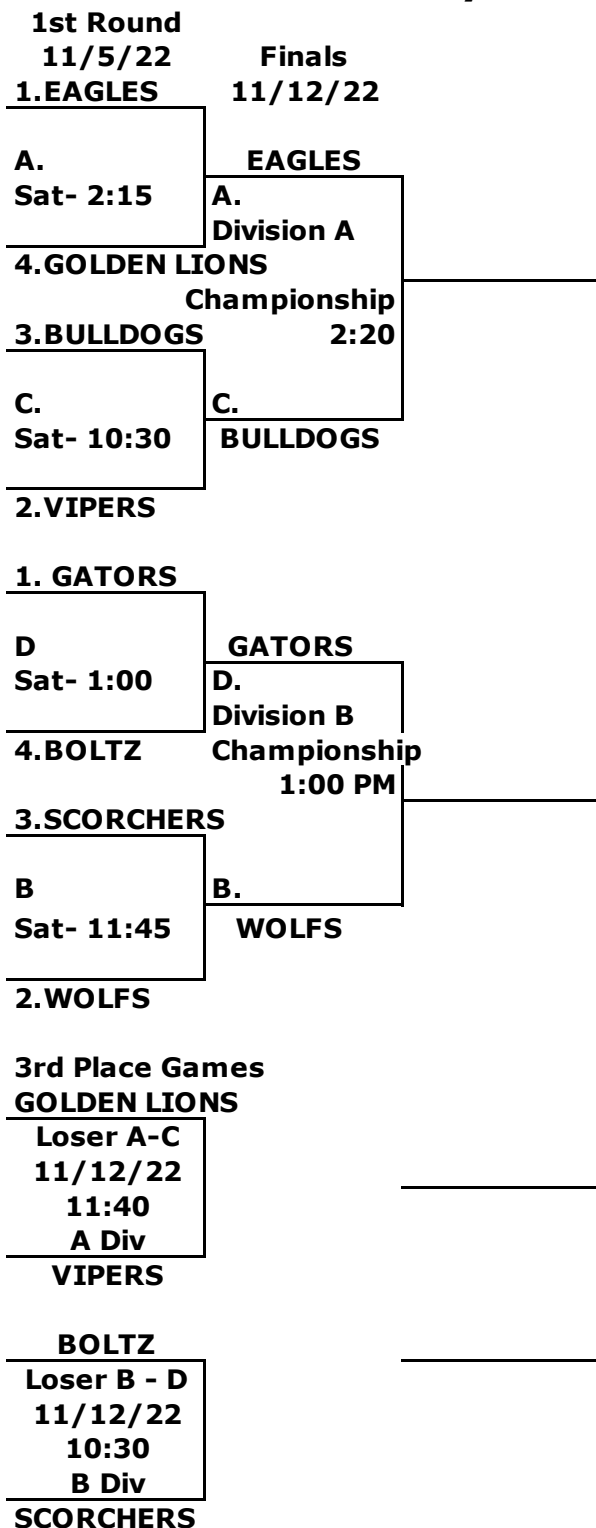 1st Round
11/5/22 Finals
1.EAGLES 11/12/22
A. EAGLES
Sat- 2:15 A.
Division A
4.GOLDEN LIONS
Championship
3.BULLDOGS 2:20
C. C.
Sat- 10:30 BULLDOGS
2.VIPERS
1. GATORS
D GATORS
Sat- 1:00 D.
Division B
4.BOLTZ Championship
1:00 PM
3.SCORCHERS
B B.
Sat- 11:45 WOLFS
2.WOLFS
3rd Place Games
GOLDEN LIONS
Loser A-C
11/12/22
11:40
A Div
VIPERS
BOLTZ
Loser B - D
11/12/22
10:30
B Div
SCORCHERS